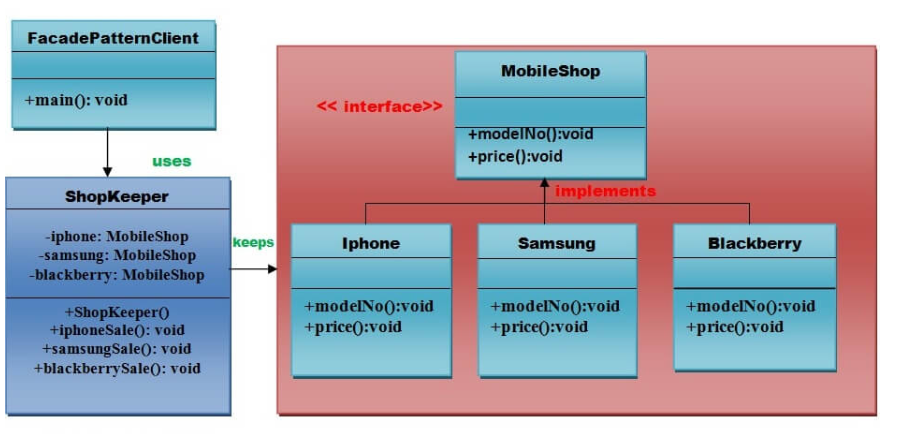 FacadePatternClient
+main(): void
uses
ShopKeeper
-iphone: MobileShop
-samsung: MobileShop
-blackberry: MobileShop
+ShopKeeper()
+iphoneSale(): void
+samsungSale(): void
+blackberrySale(): void
keeps
MobileShop
<< interface>>
+modelNo():void
+price():void
implements
Iphone
+modelNo():void
+price():void
Samsung
+modelNo():void
+price():void
Blackberry
+modelNo():void
+price():void